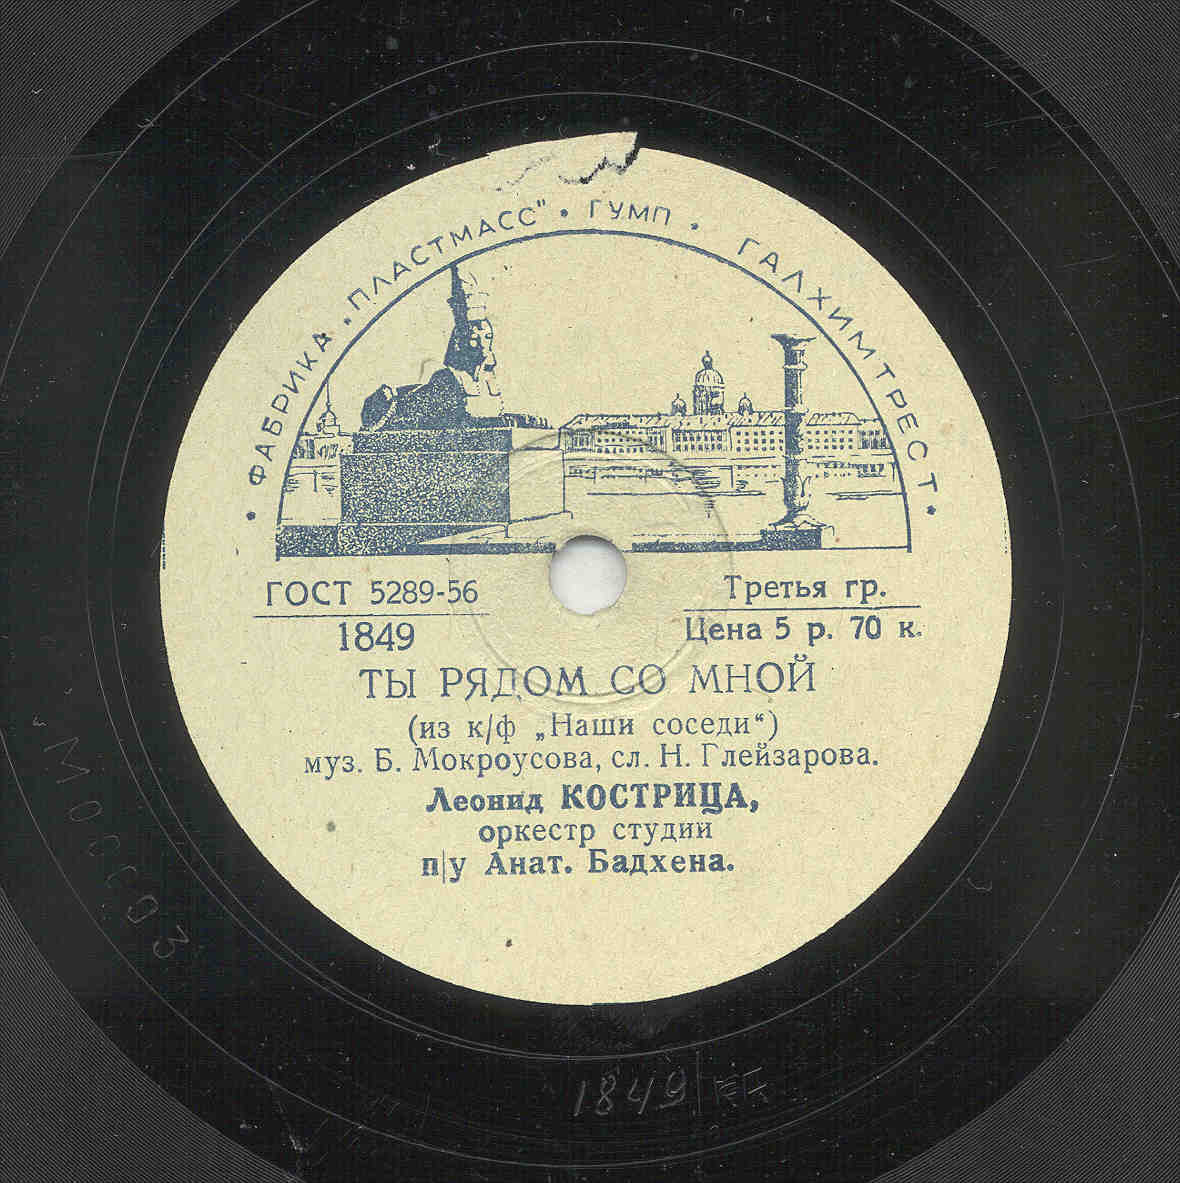 • ФАБРИКА „ПЛАСТМАСС" • ГУМП • ГАЛХИМТРЕСТ •
ГОСТ 5289-56
1849
Третья гр.
Цена 5 р. 70 к.
ТЫ РЯДОМ СО МНОЙ
(из к/ф „Наши соседи“)
муз. Б. Мокроусова, сл. Н. Глейзарова.
Леонид КОСТРИЦА,
оркестр студии
п/у Анат. Бадхена.
1849